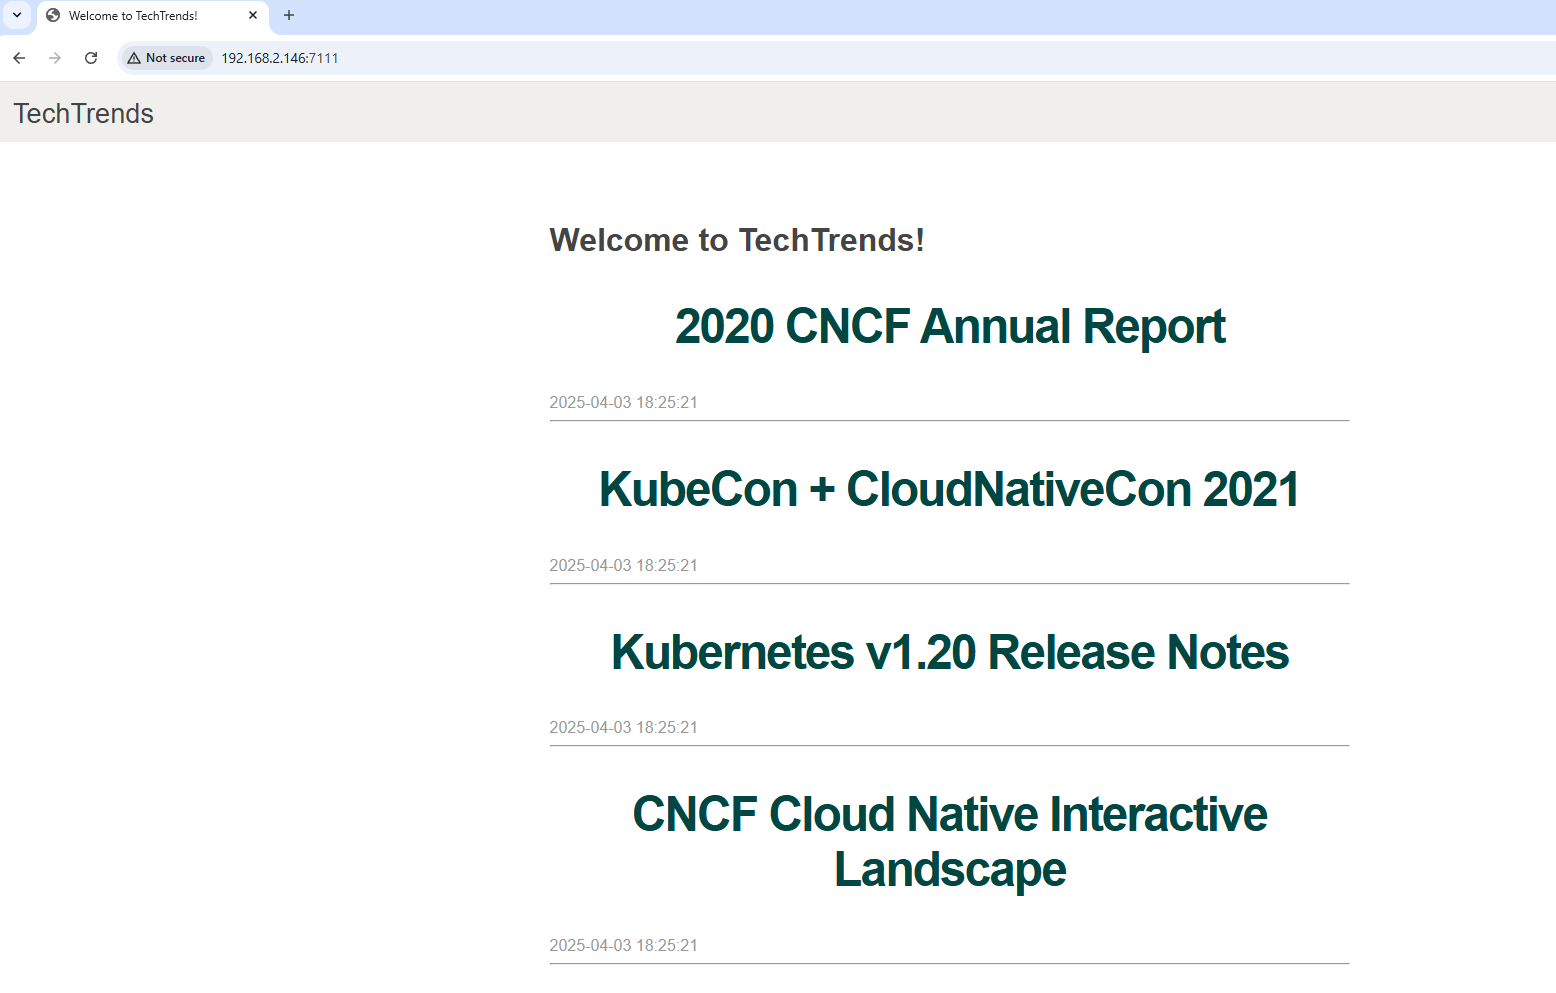 Welcome to TechTrends!
Not secure
192.168.2.146:7111
TechTrends
Welcome to TechTrends!
2020 CNCF Annual Report
2025-04-03 18:25:21
KubeCon + CloudNativeCon 2021
2025-04-03 18:25:21
Kubernetes v1.20 Release Notes
2025-04-03 18:25:21
CNCF Cloud Native Interactive
Landscape
2025-04-03 18:25:21